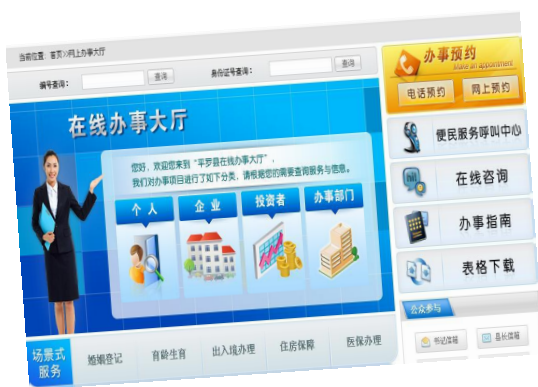 当前位置：首页>>网上办事大厅
编号查询：
查询
身份证号查询：
查询
在线办事大厅
您好，欢迎您来到“平罗县在线办事大厅”，
我们对办事项目进行了如下分类，请根据您的需要查询服务与信息。
个人
企业
投资者
办事部门
场景式
服务
婚姻登记
育龄生育
出入境办理
住房保障
医保办理
办事预约
Make an appointment
电话预约
网上预约
便民服务呼叫中心
在线咨询
办事指南
表格下载
公众参与
书记信箱
县长信箱